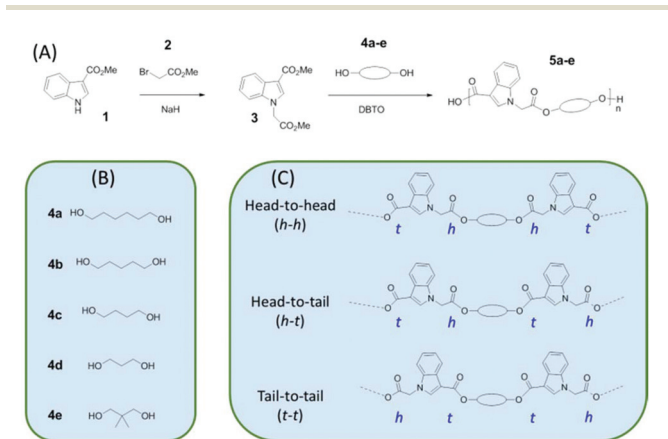 (A)
2
4a-e
5a-e
CO₂Me
Br CO₂Me
CO₂Me
HO OH
O
O
O
H
N
H
1
NaH
3
N
CO₂Me
DBTO
HO
N
O
O
n
(B)
4a HO OH
4b HO OH
4c HO OH
4d HO OH
4e HO OH
(C)
Head-to-head
(h-h)
O N O O O O N O O
t h h t
Head-to-tail
(h-t)
O O N O O O O N O O
t h t h
Tail-to-tail
(t-t)
O O N O O O O N O O
h t t h